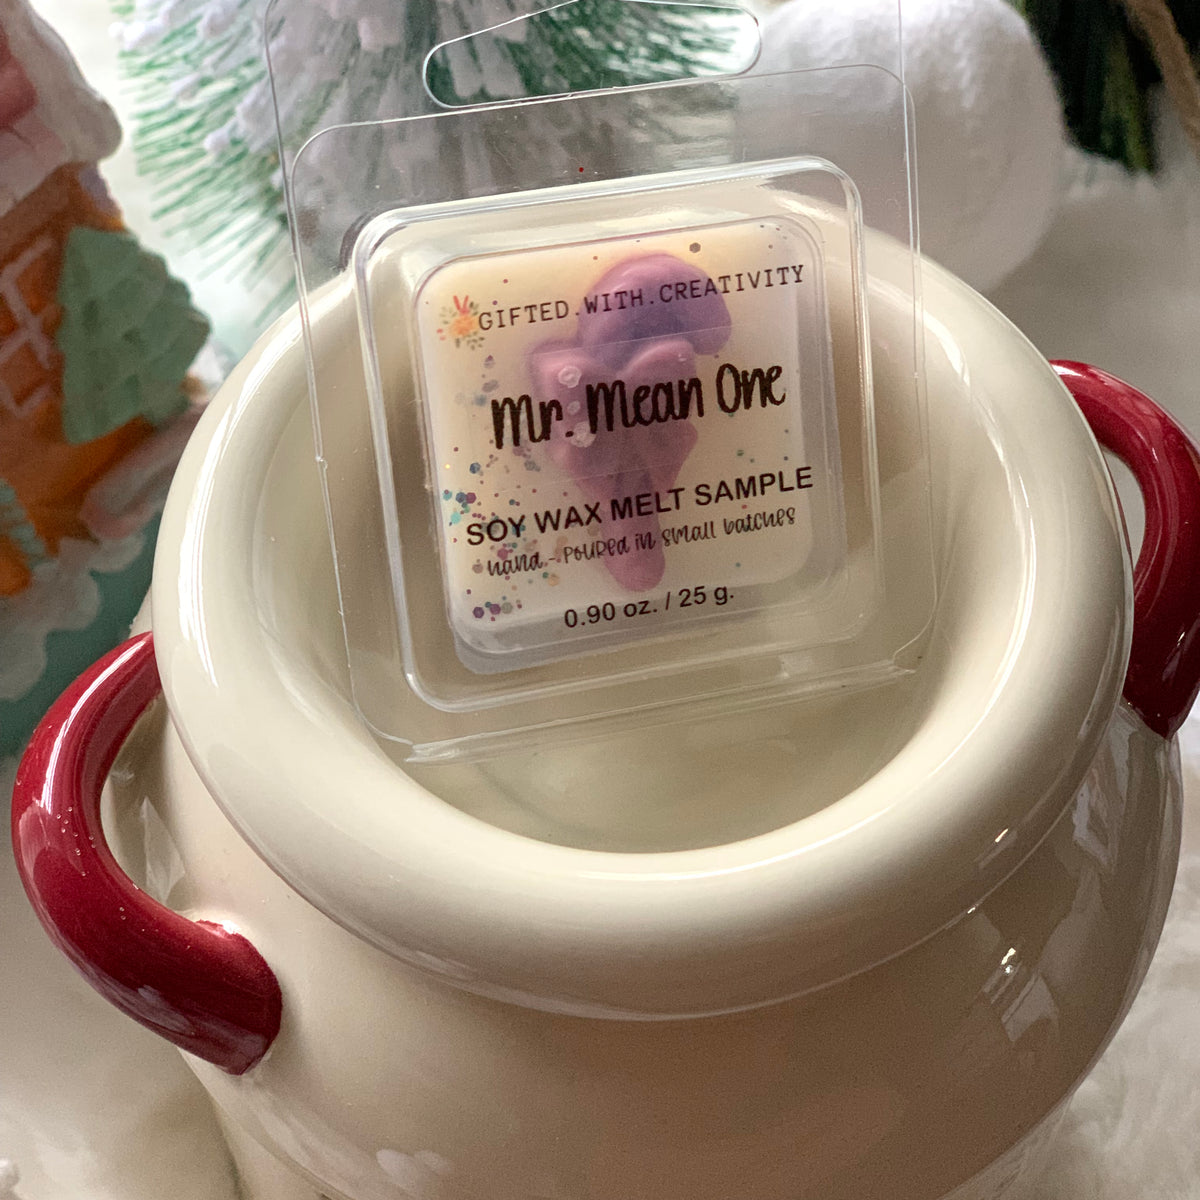 GIFTED.WITH.CREATIVITY
Mr. Mean One
SOY WAX MELT SAMPLE
hand-poured in small batches
0.90 oz. / 25 g.